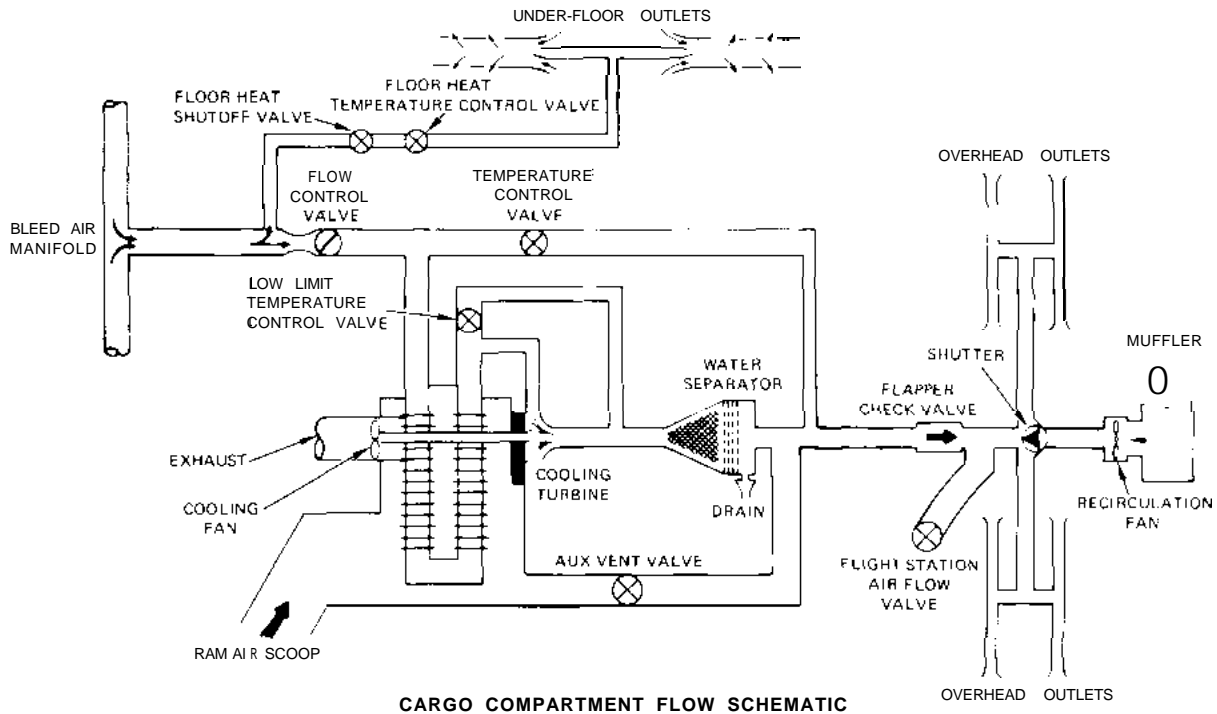 UNDER-FLOOR OUTLETS
FLOOR HEAT
SHUTOFF VALVE
FLOOR HEAT
TEMPERATURE CONTROL VALVE
OVERHEAD OUTLETS
FLOW
CONTROL
VALVE
TEMPERATURE
CONTROL
VALVE
BLEED AIR
MANIFOLD
LOW LIMIT
TEMPERATURE
CONTROL VALVE
WATER
SEPARATOR
SHUTTER
MUFFLER
0
FLAPPER
CHECK VALVE
EXHAUST
COOLING
FAN
COOLING
TURBINE
DRAIN
RECIRCULATION
FAN
AUX VENT VALVE
FLIGHT STATION
AIR FLOW
VALVE
RAM AIR SCOOP
OVERHEAD OUTLETS
CARGO COMPARTMENT FLOW SCHEMATIC